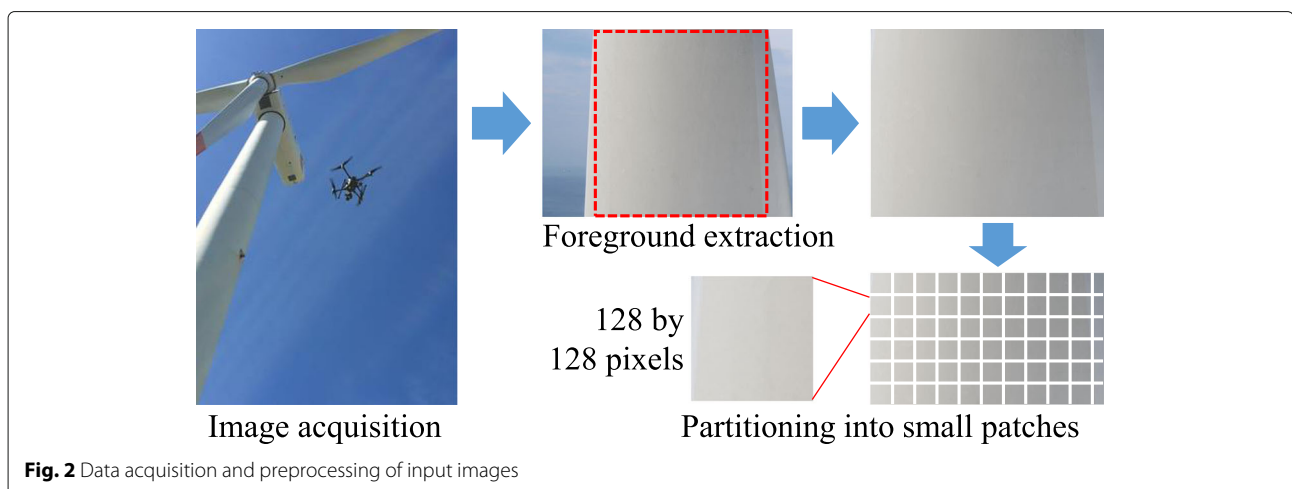 Foreground extraction
128 by
128 pixels
Image acquisition
Partitioning into small patches
Fig. 2 Data acquisition and preprocessing of input images